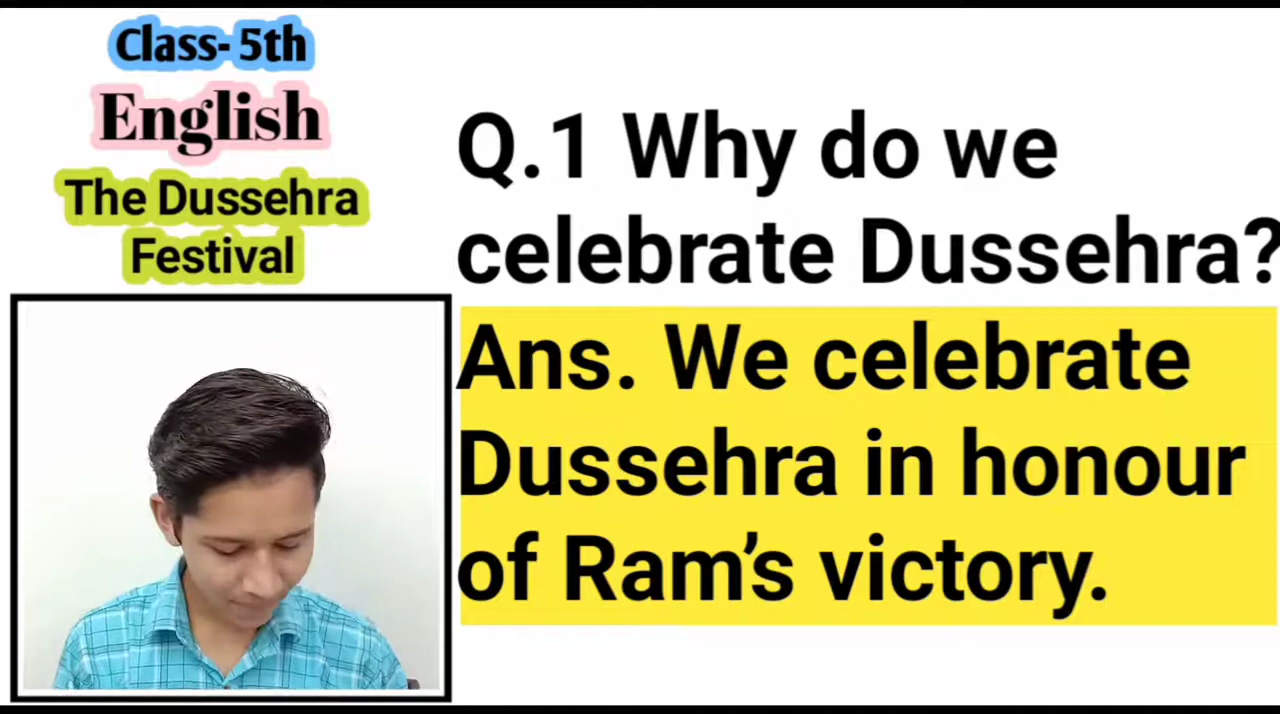 Class- 5th
English
The Dussehra
Festival
Q.1 Why do we
celebrate Dussehra?
Ans. We celebrate
Dussehra in honour
of Ram's victory.